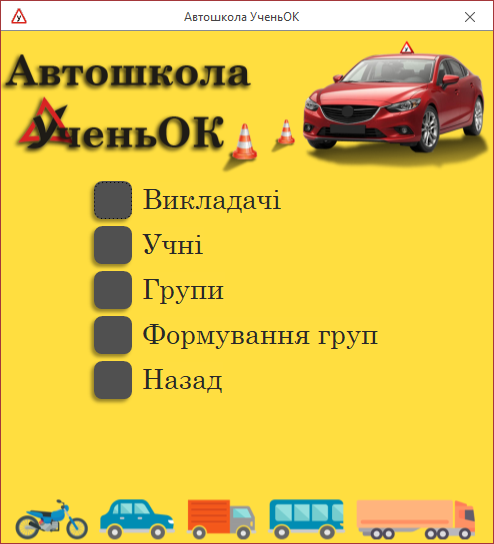 Автошкола УченьОК
Автошкола
УченьОК
Викладачі
Учні
Групи
Формування груп
Назад